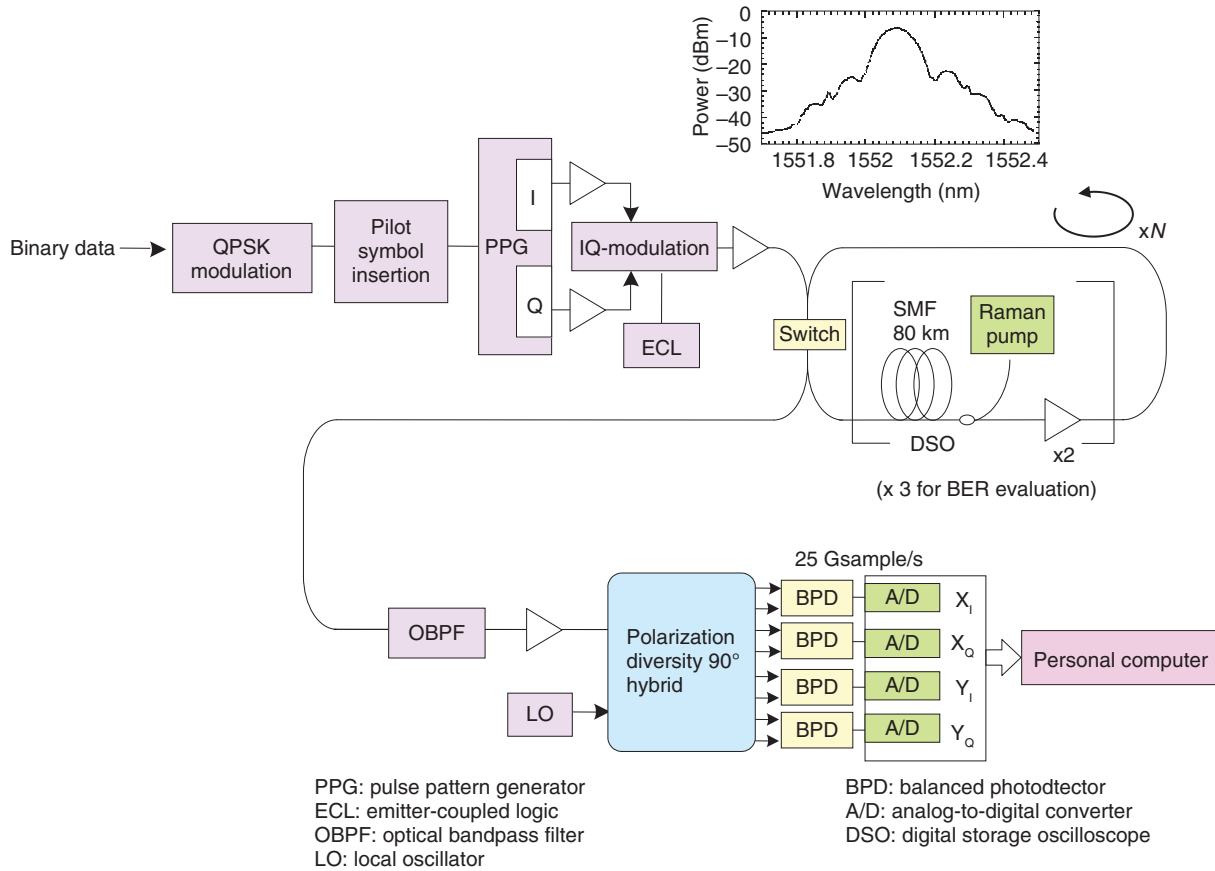 0
−10
−20
−30
−40
−50
Power (dBm)
1551.8 1552 1552.2 1552.4
Wavelength (nm)
xN
Binary data
QPSK
modulation
Pilot
symbol
insertion
PPG
I
Q
IQ-modulation
ECL
Switch
SMF
80 km
Raman
pump
DSO
x2
(x 3 for BER evaluation)
25 Gsample/s
OBPF
LO
Polarization
diversity 90°
hybrid
BPD A/D XI
BPD A/D XQ
BPD A/D YI
BPD A/D YQ
Personal computer
PPG: pulse pattern generator
ECL: emitter-coupled logic
OBPF: optical bandpass filter
LO: local oscillator
BPD: balanced photodtector
A/D: analog-to-digital converter
DSO: digital storage oscilloscope